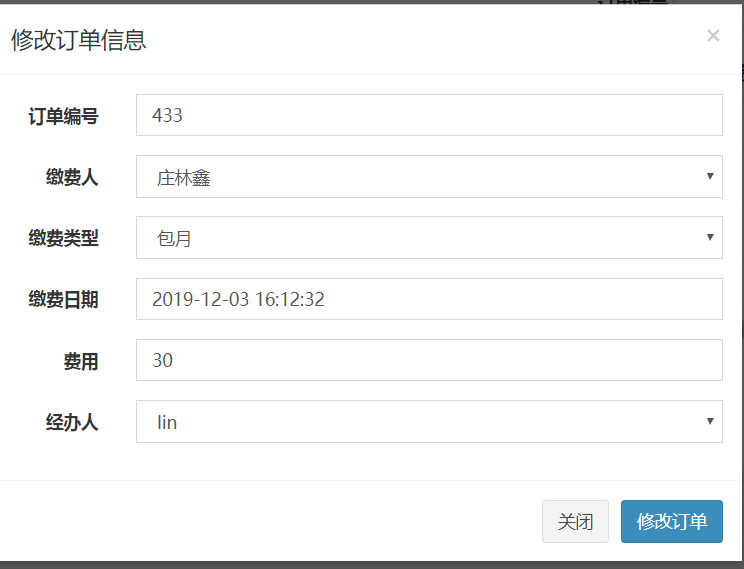 修改订单信息 ×
订单编号 433
缴费人 庄林鑫
缴费类型 包月
缴费日期 2019-12-03 16:12:32
费用 30
经办人 lin
关闭 修改订单